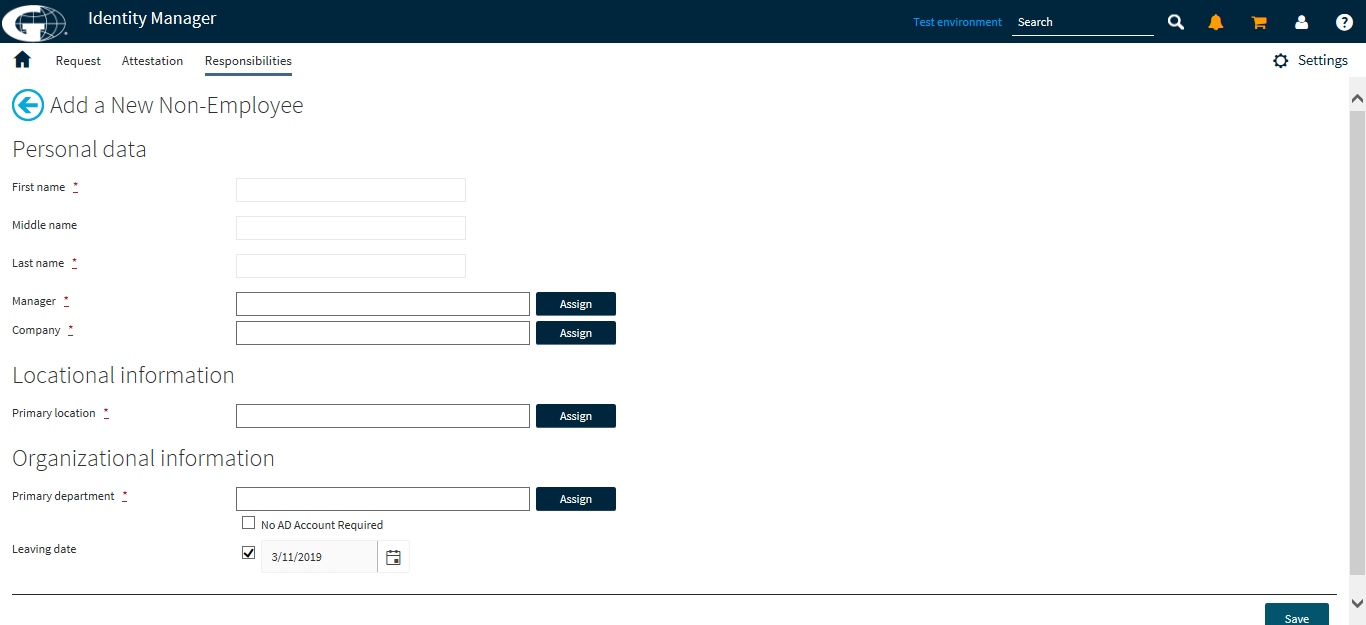 Identity Manager
Test environment
Search
?
Request Attestation Responsibilities
Settings
Add a New Non-Employee
Personal data
First name *
Middle name
Last name *
Manager * Assign
Company * Assign
Locational information
Primary location * Assign
Organizational information
Primary department * Assign
No AD Account Required
Leaving date 3/11/2019
Save